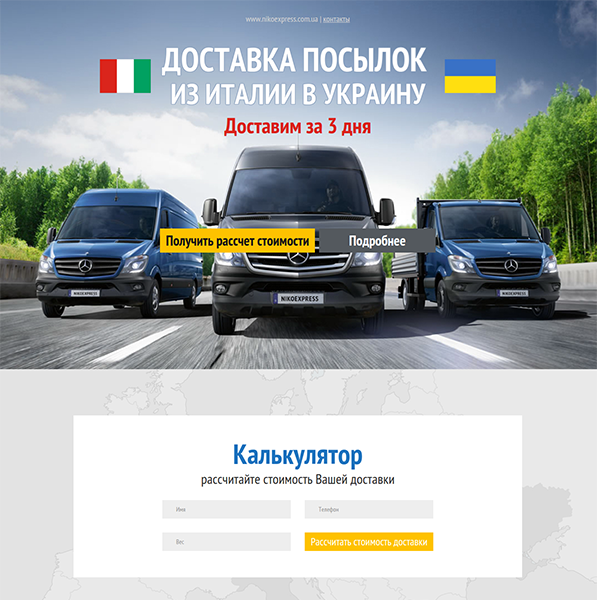 www.nikoexpress.com.ua | контакты
ДОСТАВКА ПОСЫЛОК
ИЗ ИТАЛИИ В УКРАИНУ
Доставим за 3 дня
Получить рассчет стоимости
Подробнее
NIKOEXPRESS
NIKOEXPRESS
NIKOEXPRESS
Калькулятор
рассчитайте стоимость Вашей доставки
Имя
Телефон
Вес
Рассчитать стоимость доставки